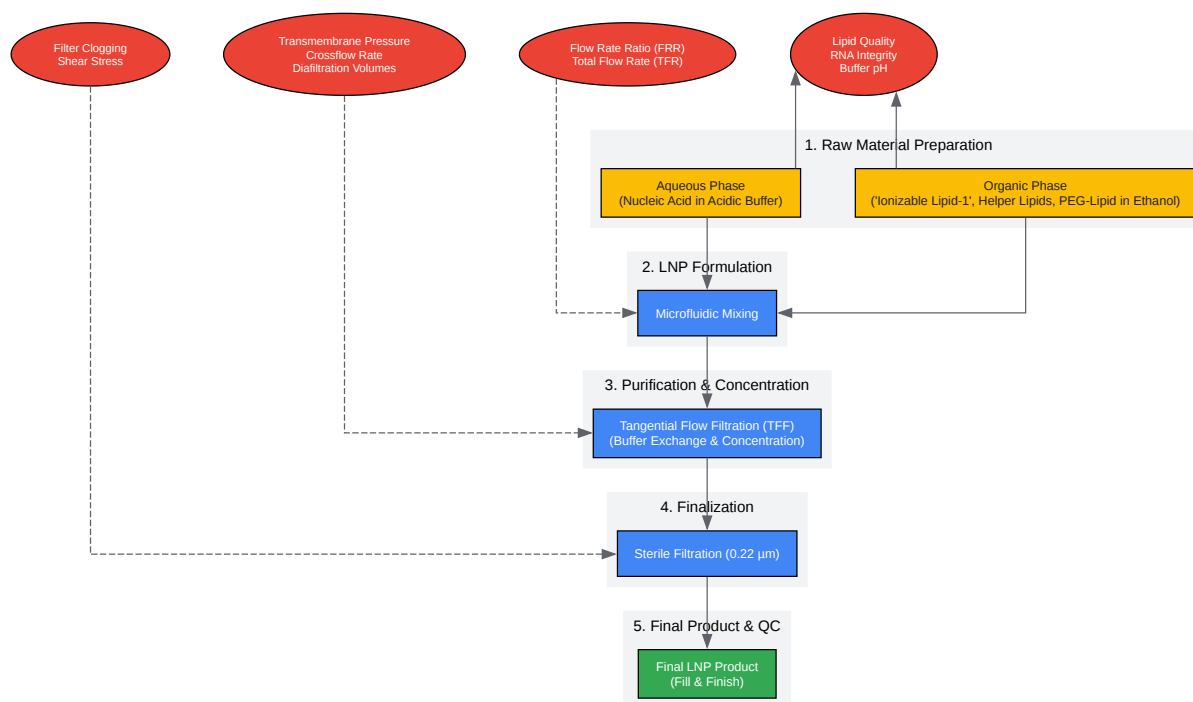 Filter Clogging
Shear Stress
Transmembrane Pressure
Crossflow Rate
Diafiltration Volumes
Flow Rate Ratio (FRR)
Total Flow Rate (TFR)
Lipid Quality
RNA Integrity
Buffer pH
1. Raw Material Preparation
Aqueous Phase
(Nucleic Acid in Acidic Buffer)
Organic Phase
('Ionizable Lipid-1', Helper Lipids, PEG-Lipid in Ethanol)
2. LNP Formulation
Microfluidic Mixing
3. Purification & Concentration
Tangential Flow Filtration (TFF)
(Buffer Exchange & Concentration)
4. Finalization
Sterile Filtration (0.22 µm)
5. Final Product & QC
Final LNP Product
(Fill & Finish)